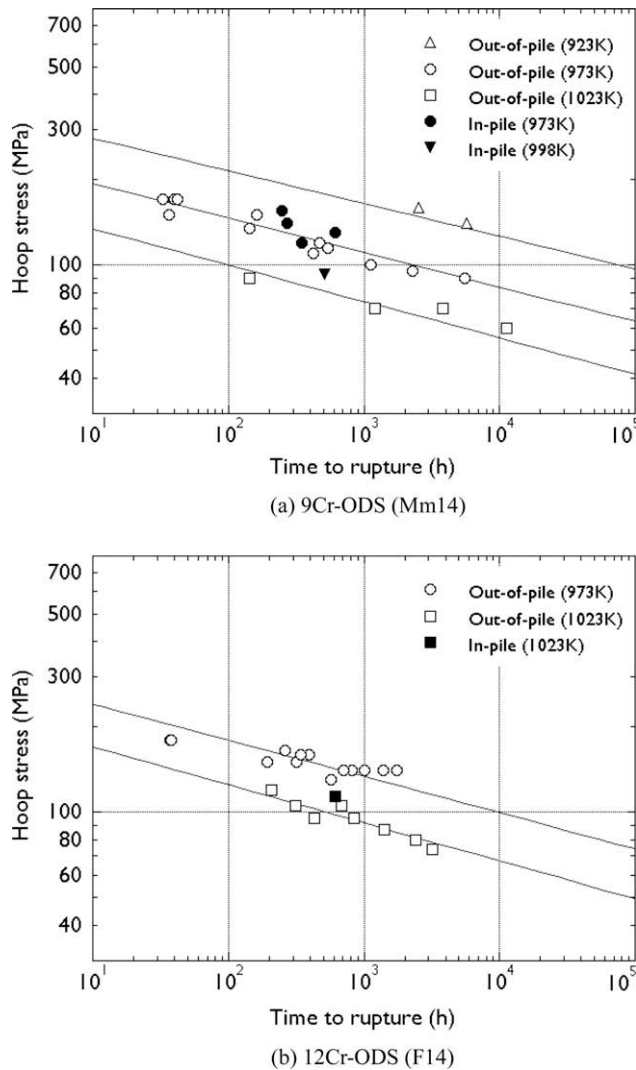 700
500
300
100
80
60
40
Hoop stress (MPa)
Out-of-pile (923K)
Out-of-pile (973K)
Out-of-pile (1023K)
In-pile (973K)
In-pile (998K)
10¹ 10² 10³ 10⁴ 10⁵
Time to rupture (h)
(a) 9Cr-ODS (Mm14)
700
500
300
100
80
60
40
Hoop stress (MPa)
Out-of-pile (973K)
Out-of-pile (1023K)
In-pile (1023K)
10¹ 10² 10³ 10⁴ 10⁵
Time to rupture (h)
(b) 12Cr-ODS (F14)